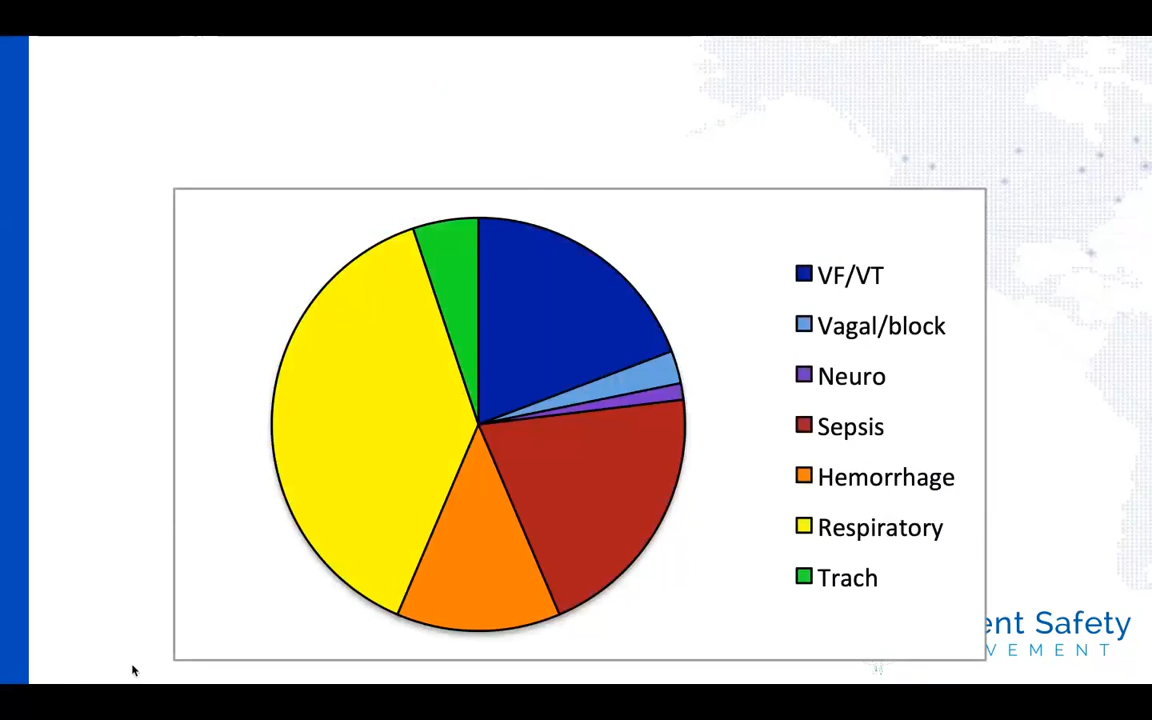 VF/VT
Vagal/block
Neuro
Sepsis
Hemorrhage
Respiratory
Trach
ent Safety
VEMENT